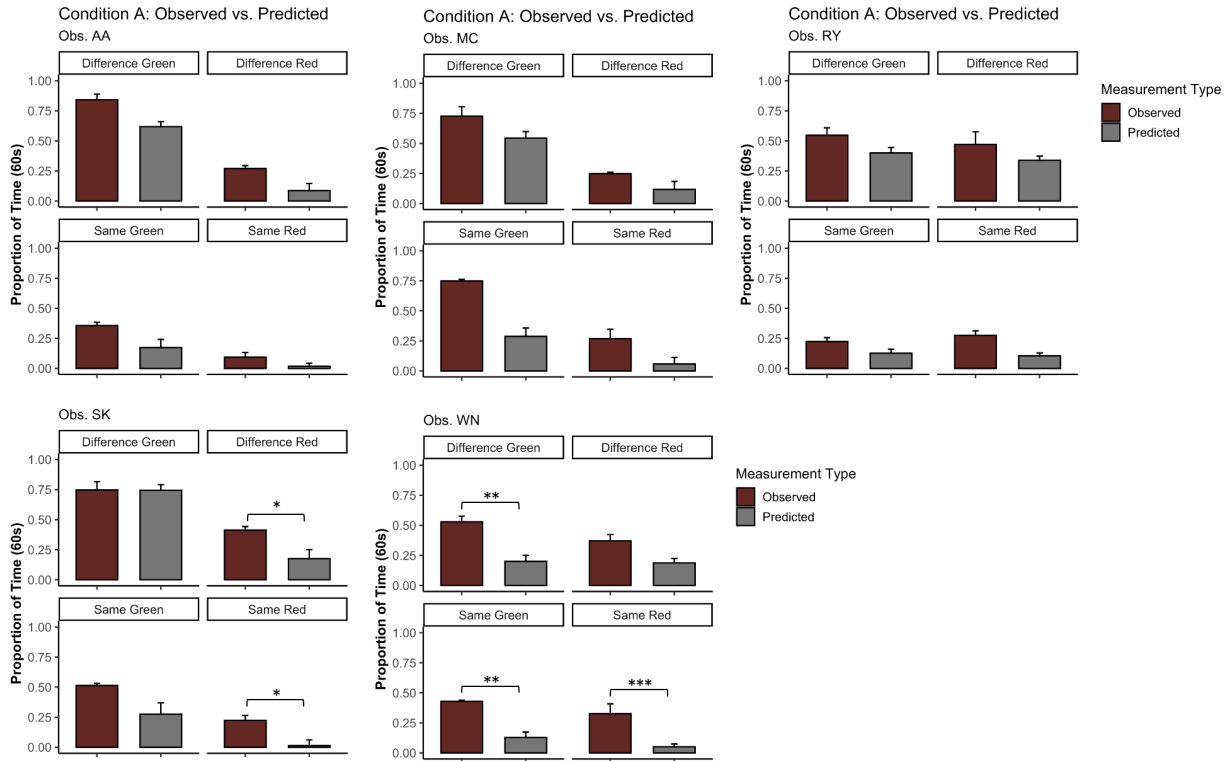 Condition A: Observed vs. Predicted
Obs. AA
Difference Green
Difference Red
1.00
0.75
0.50
0.25
0.00
Same Green
Same Red
1.00
0.75
0.50
0.25
0.00
Proportion of Time (60s)
Condition A: Observed vs. Predicted
Obs. MC
Difference Green
Difference Red
1.00
0.75
0.50
0.25
0.00
Same Green
Same Red
1.00
0.75
0.50
0.25
0.00
Proportion of Time (60s)
Condition A: Observed vs. Predicted
Obs. RY
Difference Green
Difference Red
1.00
0.75
0.50
0.25
0.00
Same Green
Same Red
1.00
0.75
0.50
0.25
0.00
Proportion of Time (60s)
Measurement Type
Observed
Predicted
Obs. SK
Difference Green
Difference Red
1.00
0.75
0.50
0.25
0.00
*
Same Green
Same Red
1.00
0.75
0.50
0.25
0.00
*
Proportion of Time (60s)
Obs. WN
Difference Green
Difference Red
1.00
0.75
0.50
0.25
0.00
**
Same Green
Same Red
1.00
0.75
0.50
0.25
0.00
**
***
Proportion of Time (60s)
Measurement Type
Observed
Predicted